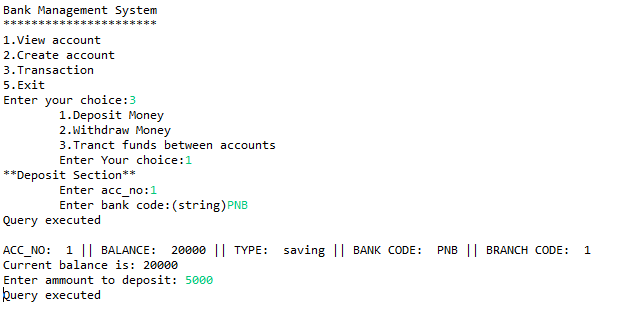 Bank Management System
**********************
1.View account
2.Create account
3.Transaction
5.Exit
Enter your choice:3
1.Deposit Money
2.Withdraw Money
3.Tranct funds between accounts
Enter Your choice:1
**Deposit Section**
Enter acc_no:1
Enter bank code:(string)PNB
Query executed
ACC_NO:  1 || BALANCE:  20000 || TYPE:  saving || BANK CODE:  PNB || BRANCH CODE:  1
Current balance is: 20000
Enter ammount to deposit: 5000
Query executed